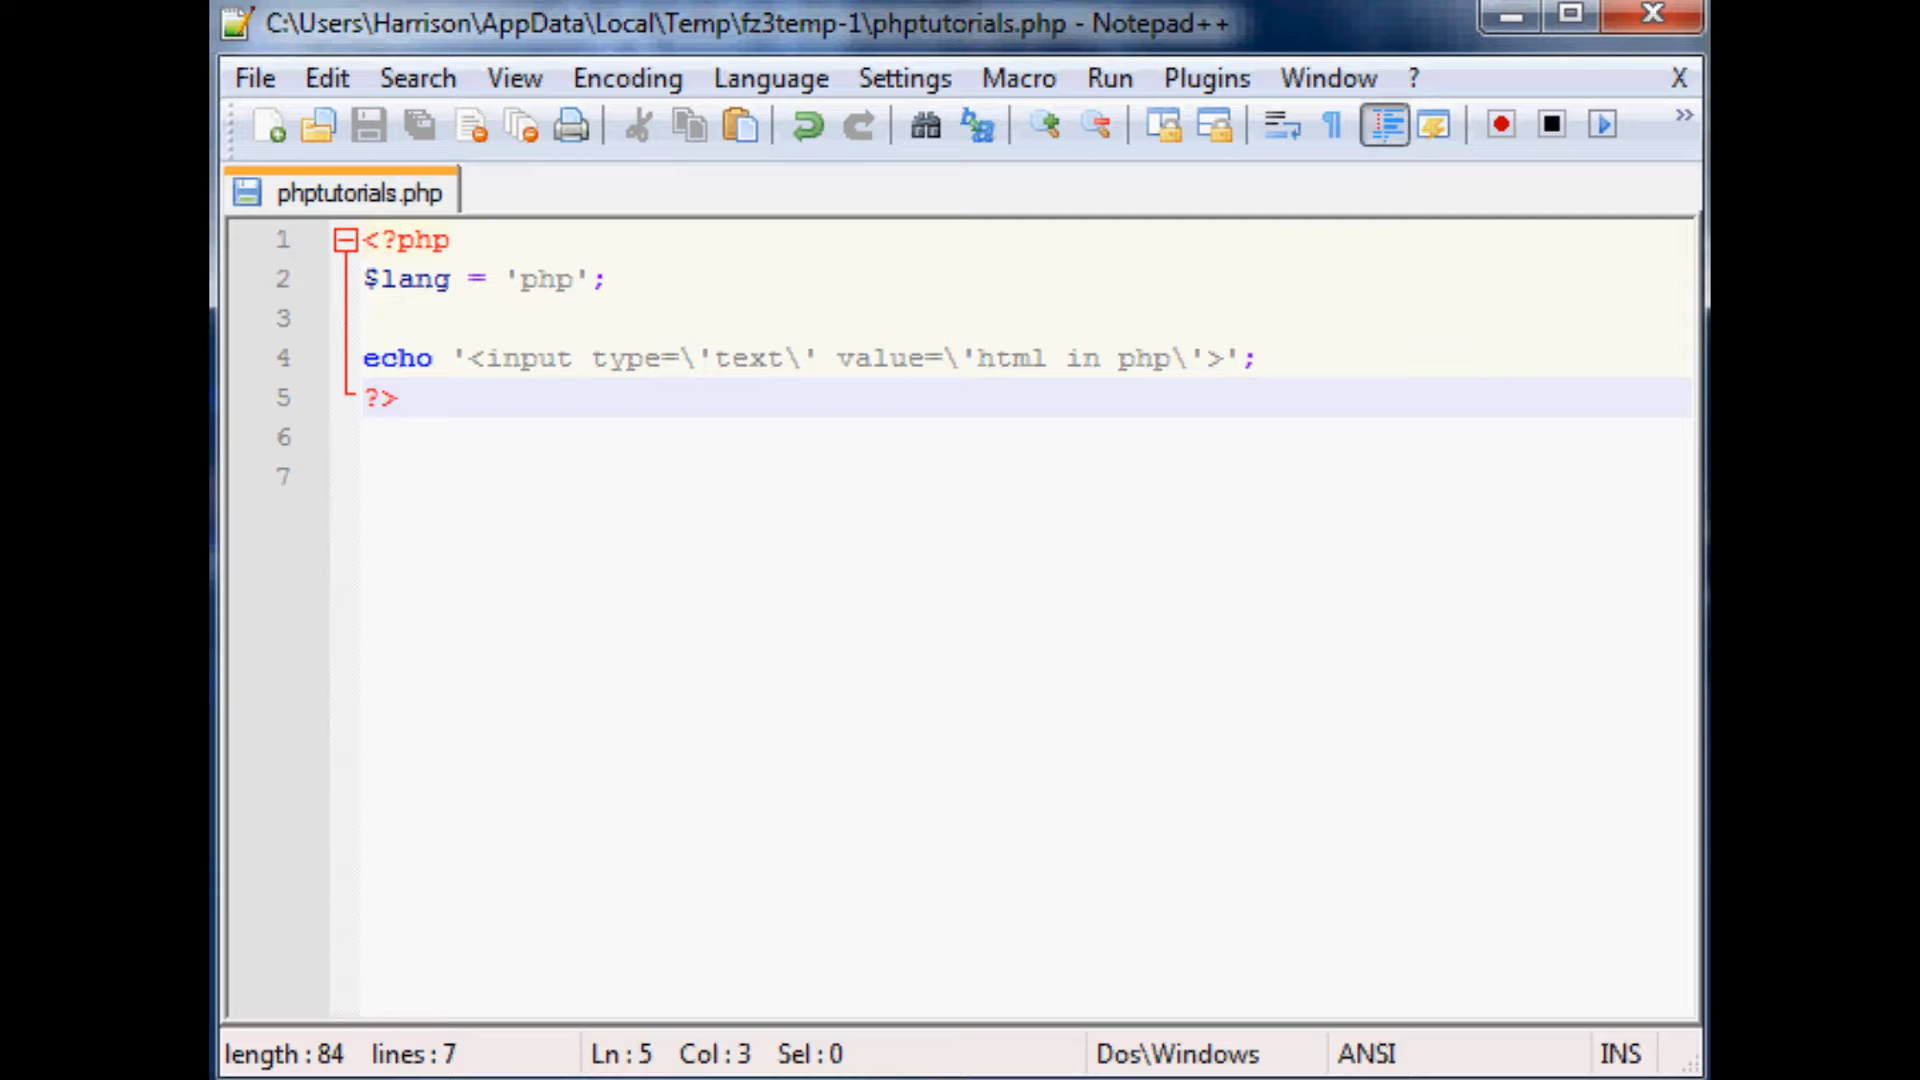 C:\Users\Harrison\AppData\Local\Temp\fz3temp-1\phptutorials.php - Notepad++
File Edit Search View Encoding Language Settings Macro Run Plugins Window ? X
phptutorials.php
1 <?php
2 $lang = 'php';
3
4 echo '<input type=\'text\' value=\'html in php\'>';
5 ?>
6
7
length : 84 lines : 7 Ln : 5 Col : 3 Sel : 0 Dos\Windows ANSI INS